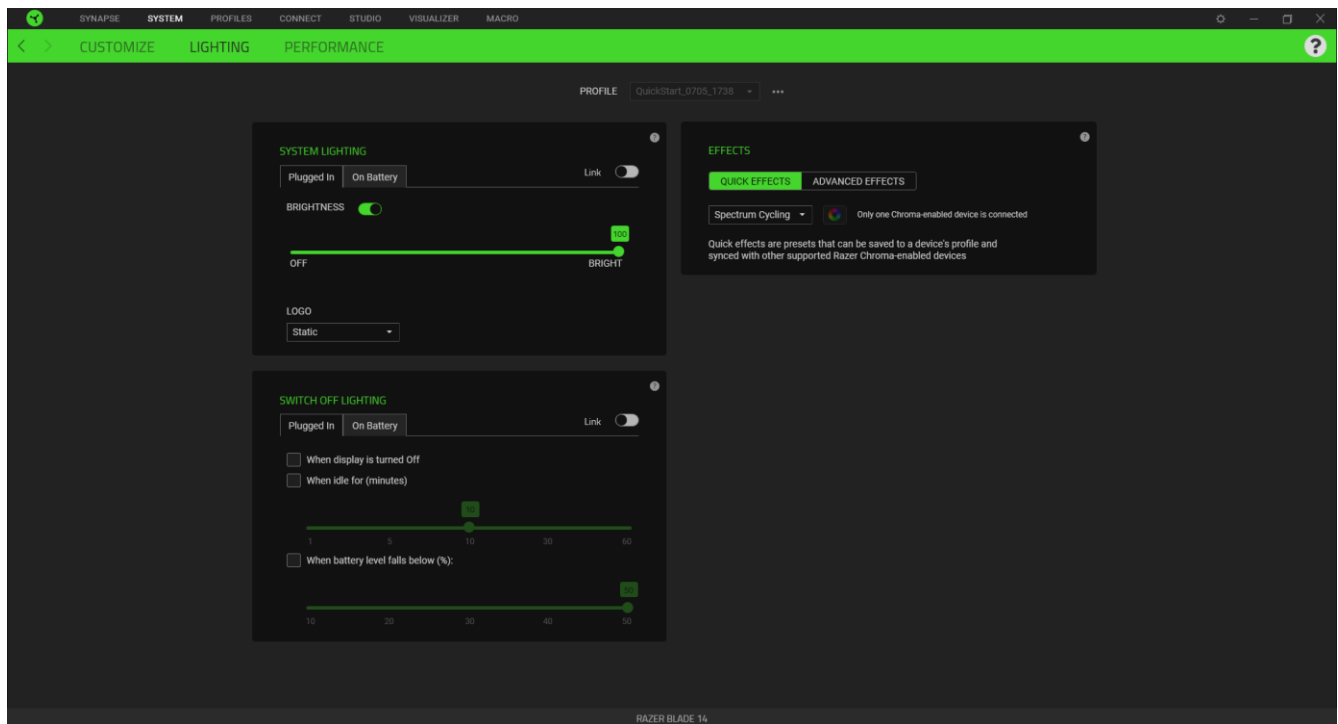 SYNAPSE SYSTEM PROFILES CONNECT STUDIO VISUALIZER MACRO
CUSTOMIZE LIGHTING PERFORMANCE ?
PROFILE QuickStart_0705_1738
SYSTEM LIGHTING
Plugged In On Battery Link
BRIGHTNESS
100
OFF BRIGHT
LOGO
Static
SWITCH OFF LIGHTING
Plugged In On Battery Link
When display is turned Off
When idle for (minutes)
10
1 5 10 30 60
When battery level falls below (%):
50
10 20 30 40 50
EFFECTS
QUICK EFFECTS ADVANCED EFFECTS
Spectrum Cycling Only one Chroma-enabled device is connected
Quick effects are presets that can be saved to a device's profile and
synced with other supported Razer Chroma-enabled devices
RAZER BLADE 14